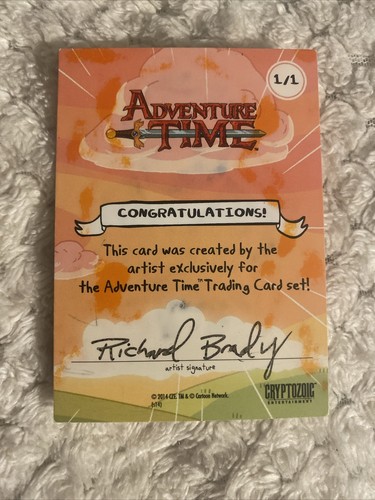 1/1
ADVENTURE
TIME
CONGRATULATIONS!
This card was created by the
artist exclusively for
the Adventure Time™ Trading Card set!
Richard Brady
artist signature
© 2014 CZE. TM & © Cartoon Network.
CRYPTOZOIC
ENTERTAINMENT